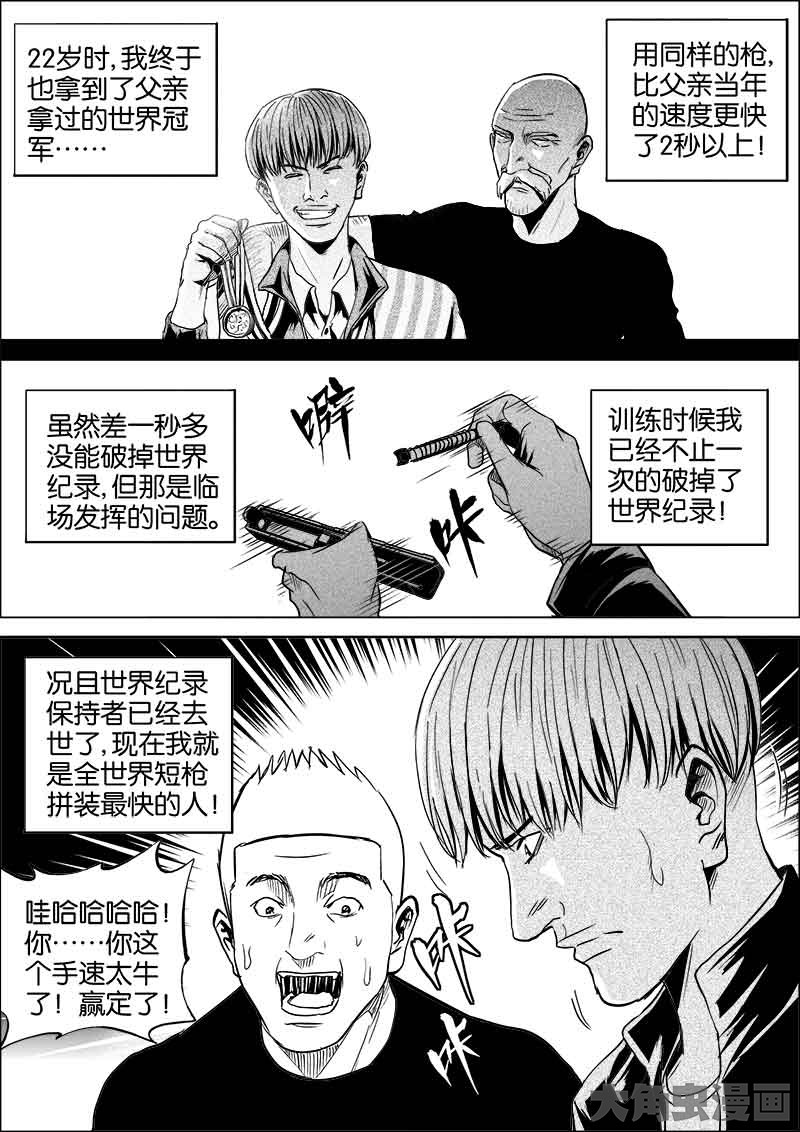 22岁时,我终于
也拿到了父亲
拿过的世界冠
军……
用同样的枪,
比父亲当年
的速度更快
了2秒以上!
虽然差一秒多
没能破掉世界
纪录,但那是临
场发挥的问题。
噼
咔
训练时候我
已经不止一
次的破掉了
世界纪录!
况且世界纪录
保持者已经去
世了,现在我就
是全世界短枪
拼装最快的人!
哇哈哈哈哈!
你……你这
个手速太牛
了!赢定了!
咔
咔
大角虫漫画